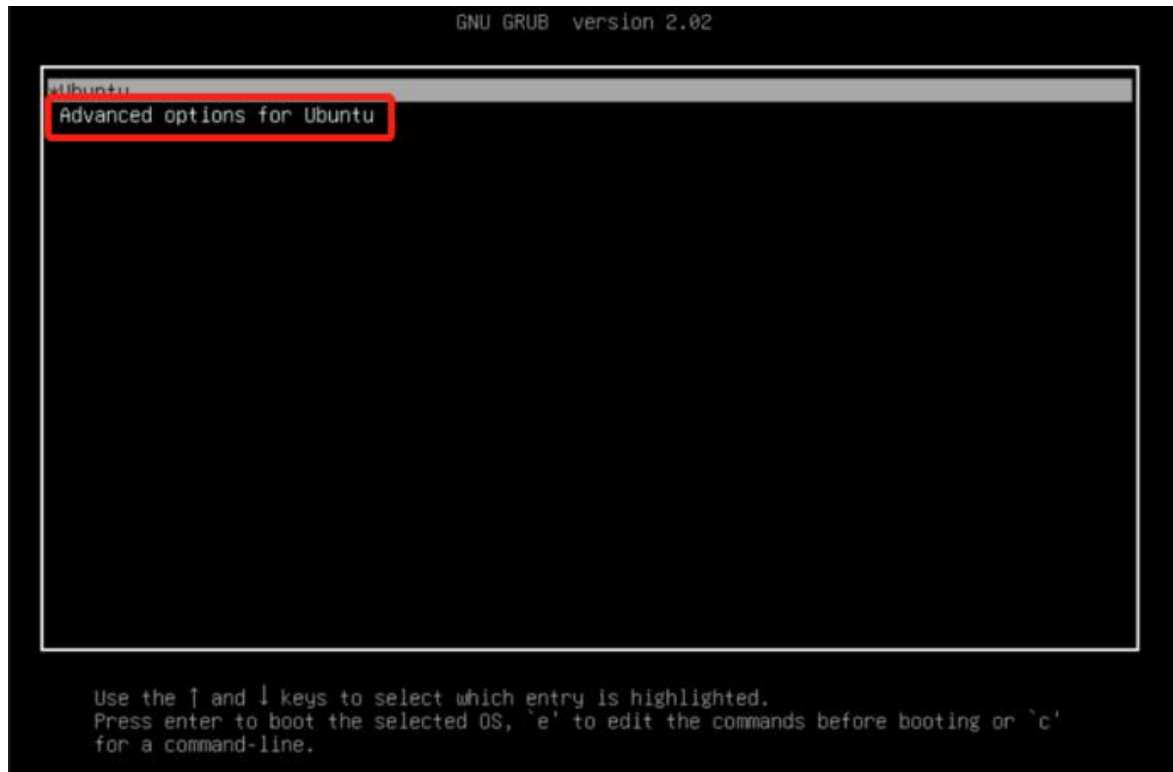 GNU GRUB version 2.02
*Ubuntu
Advanced options for Ubuntu
Use the ↑ and ↓ keys to select which entry is highlighted.
Press enter to boot the selected OS, `e' to edit the commands before booting or `c'
for a command-line.